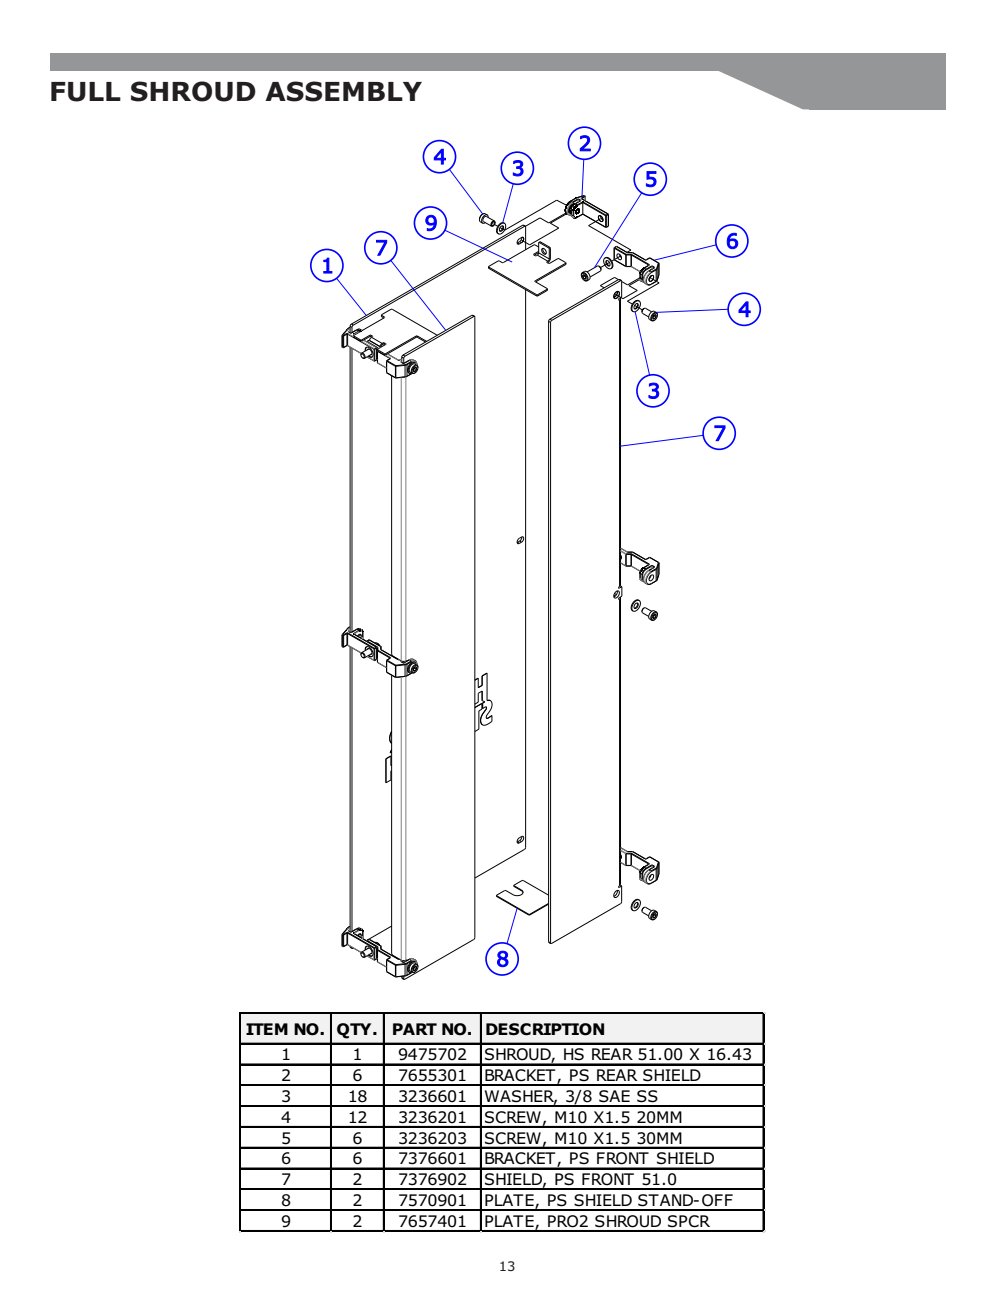 FULL SHROUD ASSEMBLY
4
3
2
5
9
7
1
6
4
3
7
8
ITEM NO. QTY. PART NO. DESCRIPTION
1 1 9475702 SHROUD, HS REAR 51.00 X 16.43
2 6 7655301 BRACKET, PS REAR SHIELD
3 18 3236601 WASHER, 3/8 SAE SS
4 12 3236201 SCREW, M10 X1.5 20MM
5 6 3236203 SCREW, M10 X1.5 30MM
6 6 7376601 BRACKET, PS FRONT SHIELD
7 2 7376902 SHIELD, PS FRONT 51.0
8 2 7570901 PLATE, PS SHIELD STAND-OFF
9 2 7657401 PLATE, PRO2 SHROUD SPCR
13